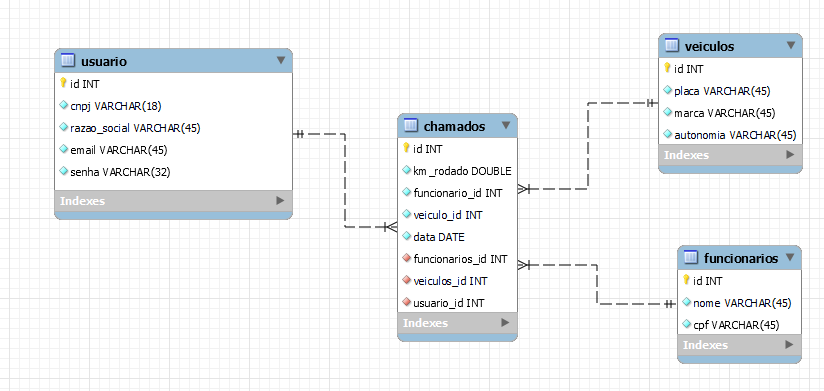 usuario
id INT
cnpj VARCHAR(18)
razao_social VARCHAR(45)
email VARCHAR(45)
senha VARCHAR(32)
Indexes
chamados
id INT
km_rodado DOUBLE
funcionario_id INT
veiculo_id INT
data DATE
funcionarios_id INT
veiculos_id INT
usuario_id INT
Indexes
veiculos
id INT
placa VARCHAR(45)
marca VARCHAR(45)
autonomia VARCHAR(45)
Indexes
funcionarios
id INT
nome VARCHAR(45)
cpf VARCHAR(45)
Indexes